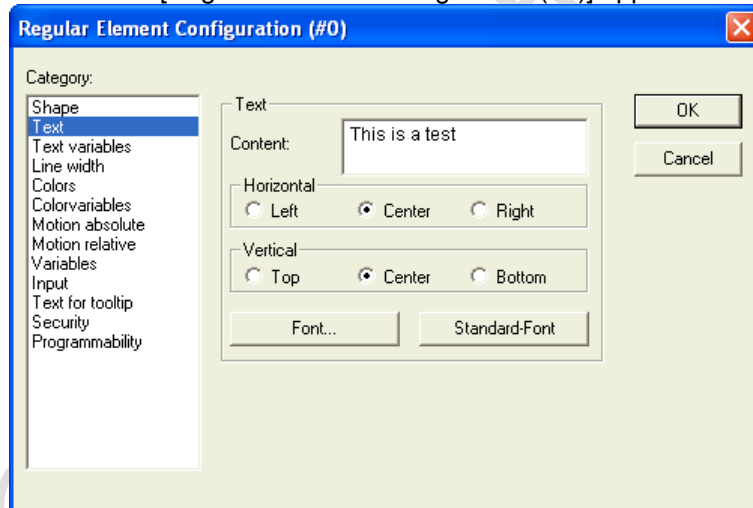 Regular Element Configuration (#0)
Category:
Shape
Text
Text variables
Line width
Colors
Colorvariables
Motion absolute
Motion relative
Variables
Input
Text for tooltip
Security
Programmability
Text
Content:
This is a test
Horizontal
Left
Center
Right
Vertical
Top
Center
Bottom
Font...
Standard-Font
OK
Cancel